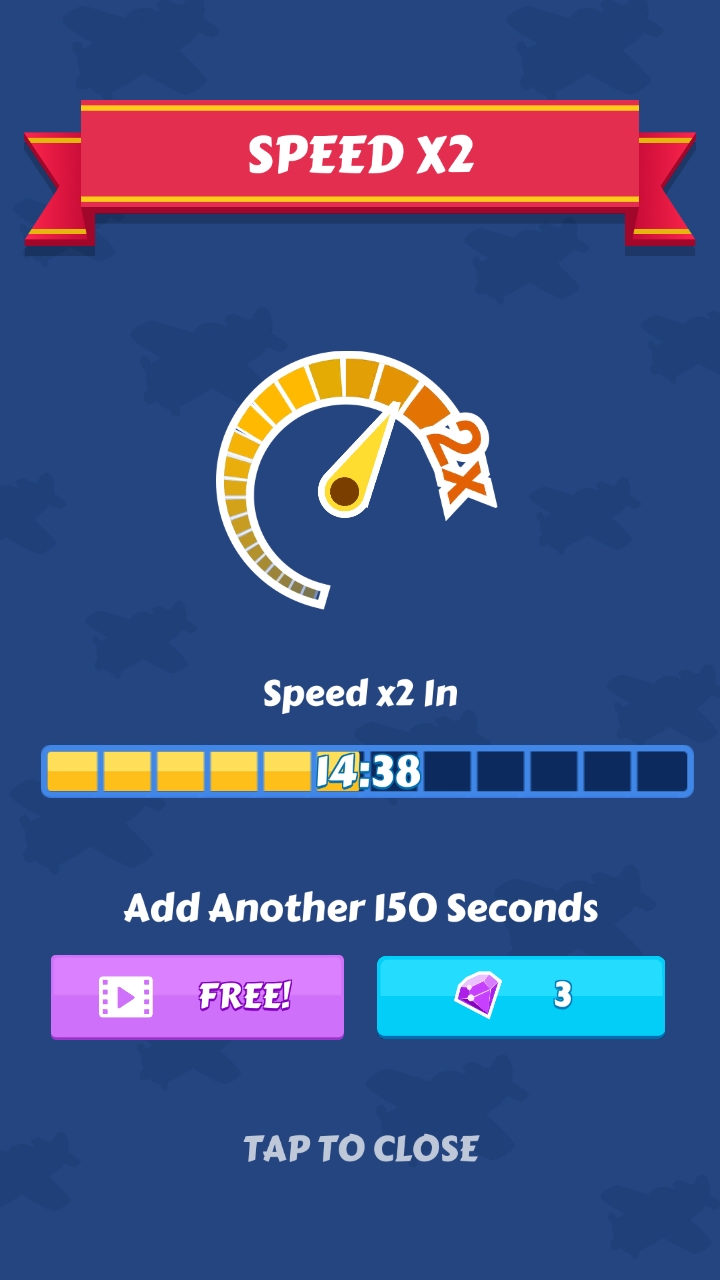 SPEED X2
2x
Speed x2 In
14:38
Add Another 150 Seconds
FREE! 3
TAP TO CLOSE